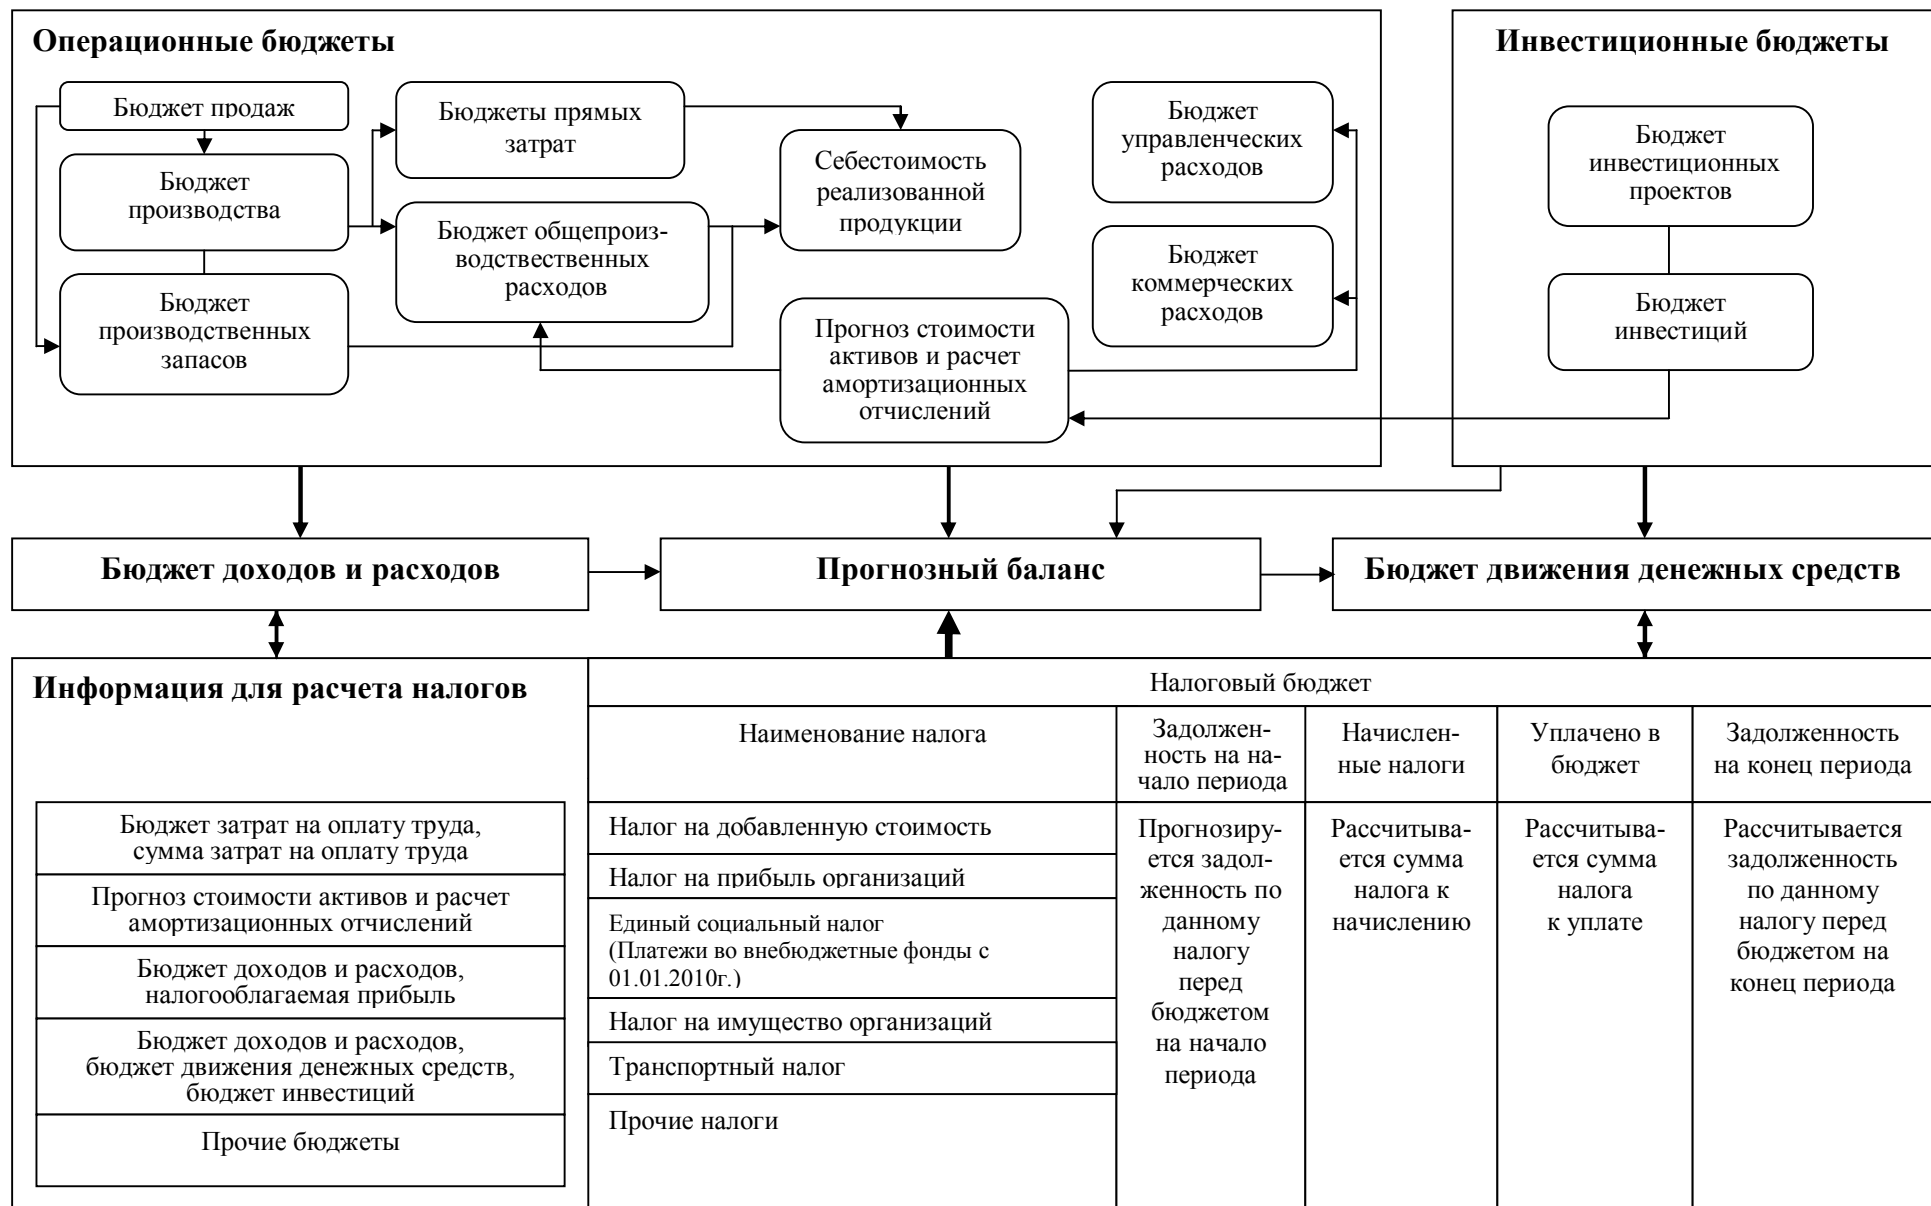 Операционные бюджеты
Бюджет продаж
Бюджет
производства
Бюджет
производственных
запасов
Бюджеты прямых
затрат
Бюджет общепроиз-
водствественных
расходов
Себестоимость
реализованной
продукции
Прогноз стоимости
активов и расчет
амортизационных
отчислений
Бюджет
управленческих
расходов
Бюджет
коммерческих
расходов
Инвестиционные бюджеты
Бюджет
инвестиционных
проектов
Бюджет
инвестиций
Бюджет доходов и расходов
Прогнозный баланс
Бюджет движения денежных средств
Информация для расчета налогов
Бюджет затрат на оплату труда,
сумма затрат на оплату труда
Прогноз стоимости активов и расчет
амортизационных отчислений
Бюджет доходов и расходов,
налогооблагаемая прибыль
Бюджет доходов и расходов,
бюджет движения денежных средств,
бюджет инвестиций
Прочие бюджеты
Налоговый бюджет
Наименование налога
Задолжен-
ность на на-
чало периода
Начислен-
ные налоги
Уплачено в
бюджет
Задолженность
на конец периода
Налог на добавленную стоимость
Налог на прибыль организаций
Единый социальный налог
(Платежи во внебюджетные фонды с
01.01.2010г.)
Налог на имущество организаций
Транспортный налог
Прочие налоги
Прогнозиру-
ется задол-
женность по
данному
налогу
перед
бюджетом
на начало
периода
Рассчитыва-
ется сумма
налога к
начислению
Рассчитыва-
ется сумма
налога
к уплате
Рассчитывается
задолженность
по данному
налогу перед
бюджетом на
конец периода